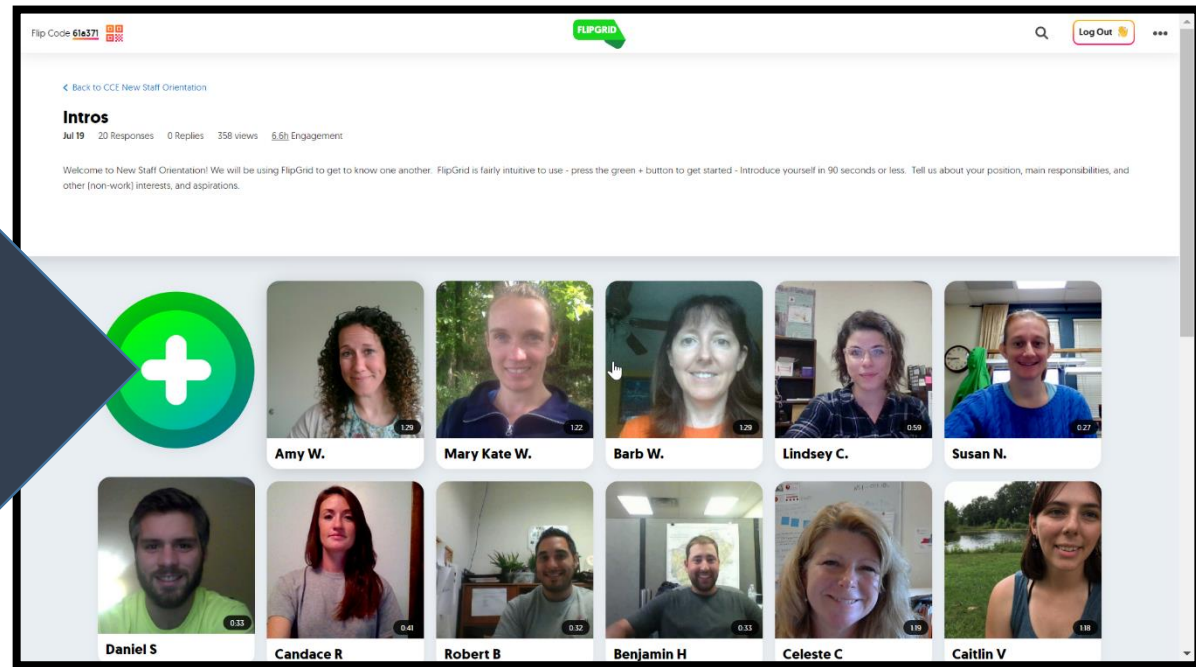 Flip Code 61a371
FLIPGRID
Log Out
Back to CCE New Staff Orientation
Intros
Jul 19 20 Responses 0 Replies 358 views 6.6h Engagement
Welcome to New Staff Orientation! We will be using FlipGrid to get to know one another. FlipGrid is fairly intuitive to use - press the green + button to get started - Introduce yourself in 90 seconds or less. Tell us about your position, main responsibilities, and
other (non-work) interests, and aspirations.
1:29
1:22
1:29
0:59
0:27
Amy W.
Mary Kate W.
Barb W.
Lindsey C.
Susan N.
0:33
0:41
0:32
0:33
1:19
1:18
Daniel S
Candace R
Robert B
Benjamin H
Celeste C
Caitlin V